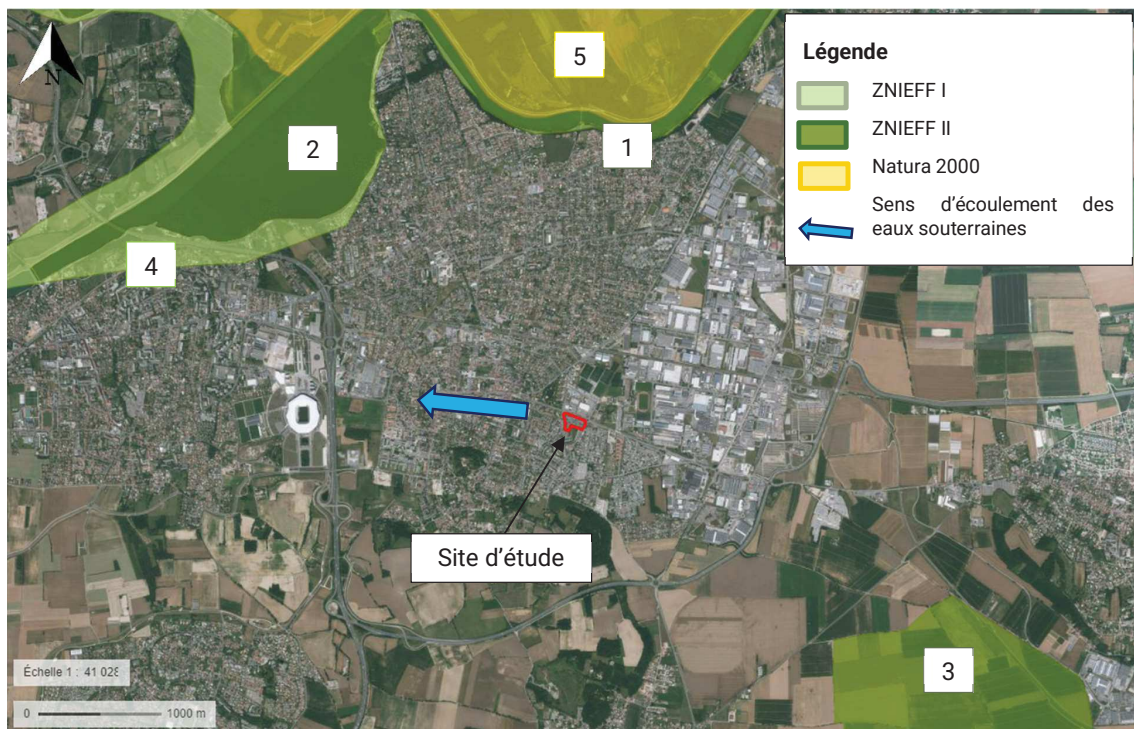 N
5
2
1
4
Légende
ZNIEFF I
ZNIEFF II
Natura 2000
Sens d'écoulement des
eaux souterraines
Site d'étude
3
Échelle 1 : 41 028
0 1000 m